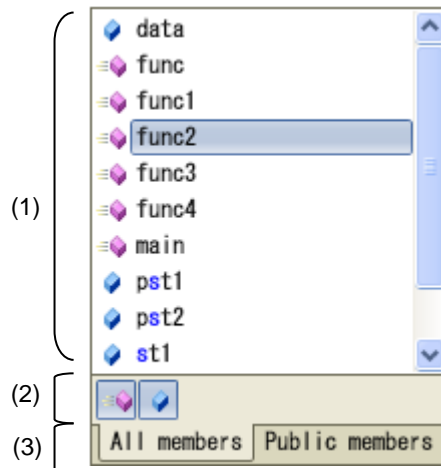 data
func
func1
func2
(1)
func3
func4
main
pst1
pst2
st1
(2)
(3)
All members Public members